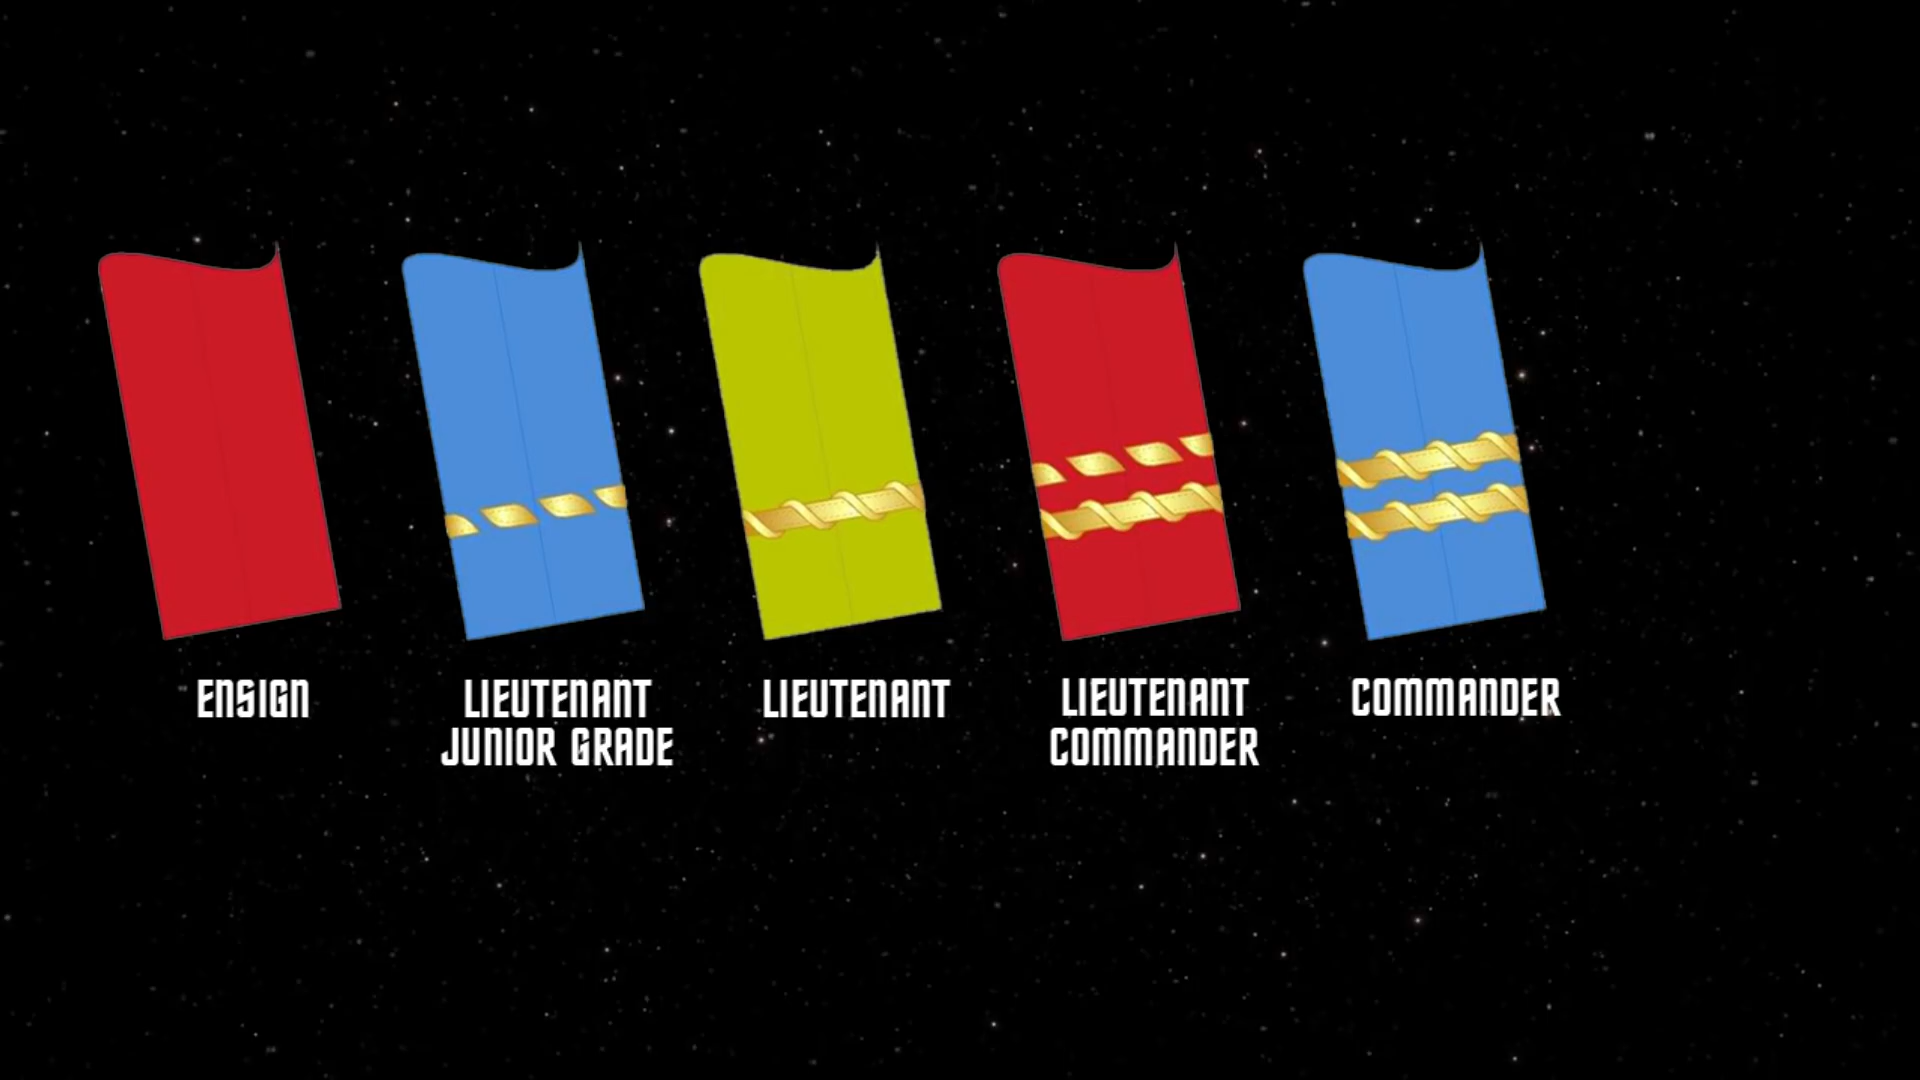 ENSIGN
LIEUTENANT
JUNIOR GRADE
LIEUTENANT
LIEUTENANT
COMMANDER
COMMANDER